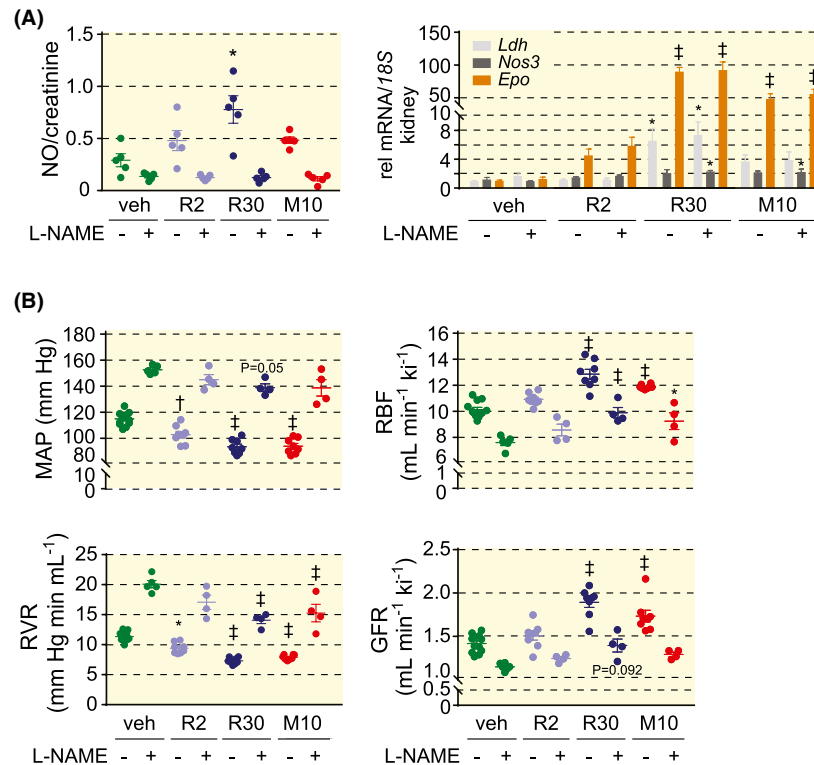 (A)
NO/creatinine
1.5
1.0
0.5
0
*
veh R2 R30 M10
L-NAME - + - + - + - +
rel mRNA/18S
kidney
150
100
50
10
8
6
4
2
0
Ldh
Nos3
Epo
‡ ‡ ‡ ‡
* * * *
veh R2 R30 M10
L-NAME - + - + - + - +
(B)
MAP (mm Hg)
180
160
140
120
100
80
10
0
† ‡ P=0.05 ‡
RBF
(mL min⁻¹ ki⁻¹)
16
14
12
10
8
6
1
0
‡ ‡ ‡ *
RVR
(mm Hg min mL⁻¹)
25
20
15
10
5
0
* ‡ ‡ ‡ ‡
veh R2 R30 M10
L-NAME - + - + - + - +
GFR
(mL min⁻¹ ki⁻¹)
2.5
2.0
1.5
1.0
0.5
0
‡ ‡
P=0.092
veh R2 R30 M10
L-NAME - + - + - + - +